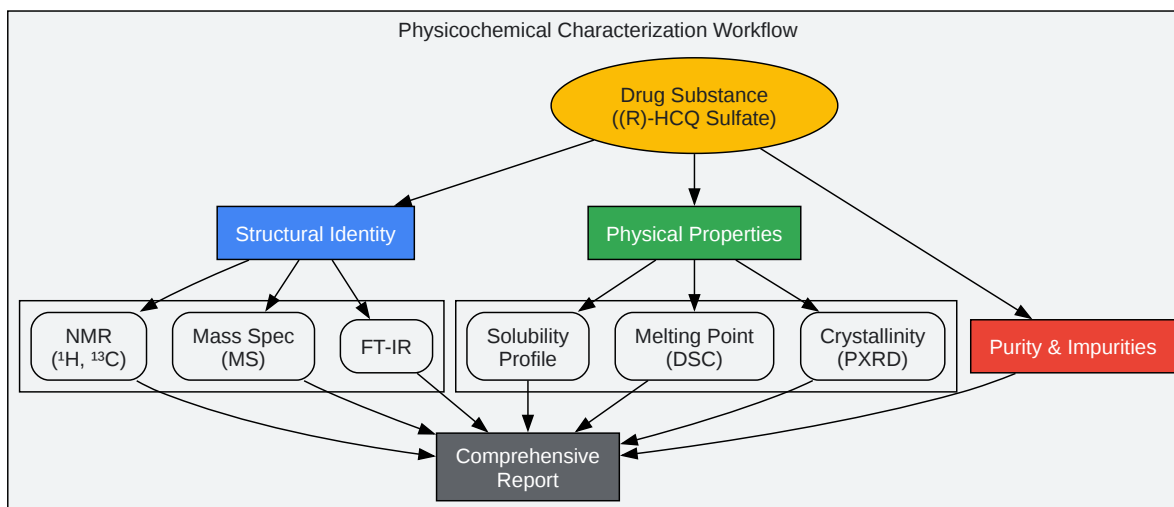 Physicochemical Characterization Workflow
Drug Substance
((R)-HCQ Sulfate)
Structural Identity
Physical Properties
NMR
(¹H, ¹³C)
Mass Spec
(MS)
FT-IR
Solubility
Profile
Melting Point
(DSC)
Crystallinity
(PXRD)
Purity & Impurities
Comprehensive
Report